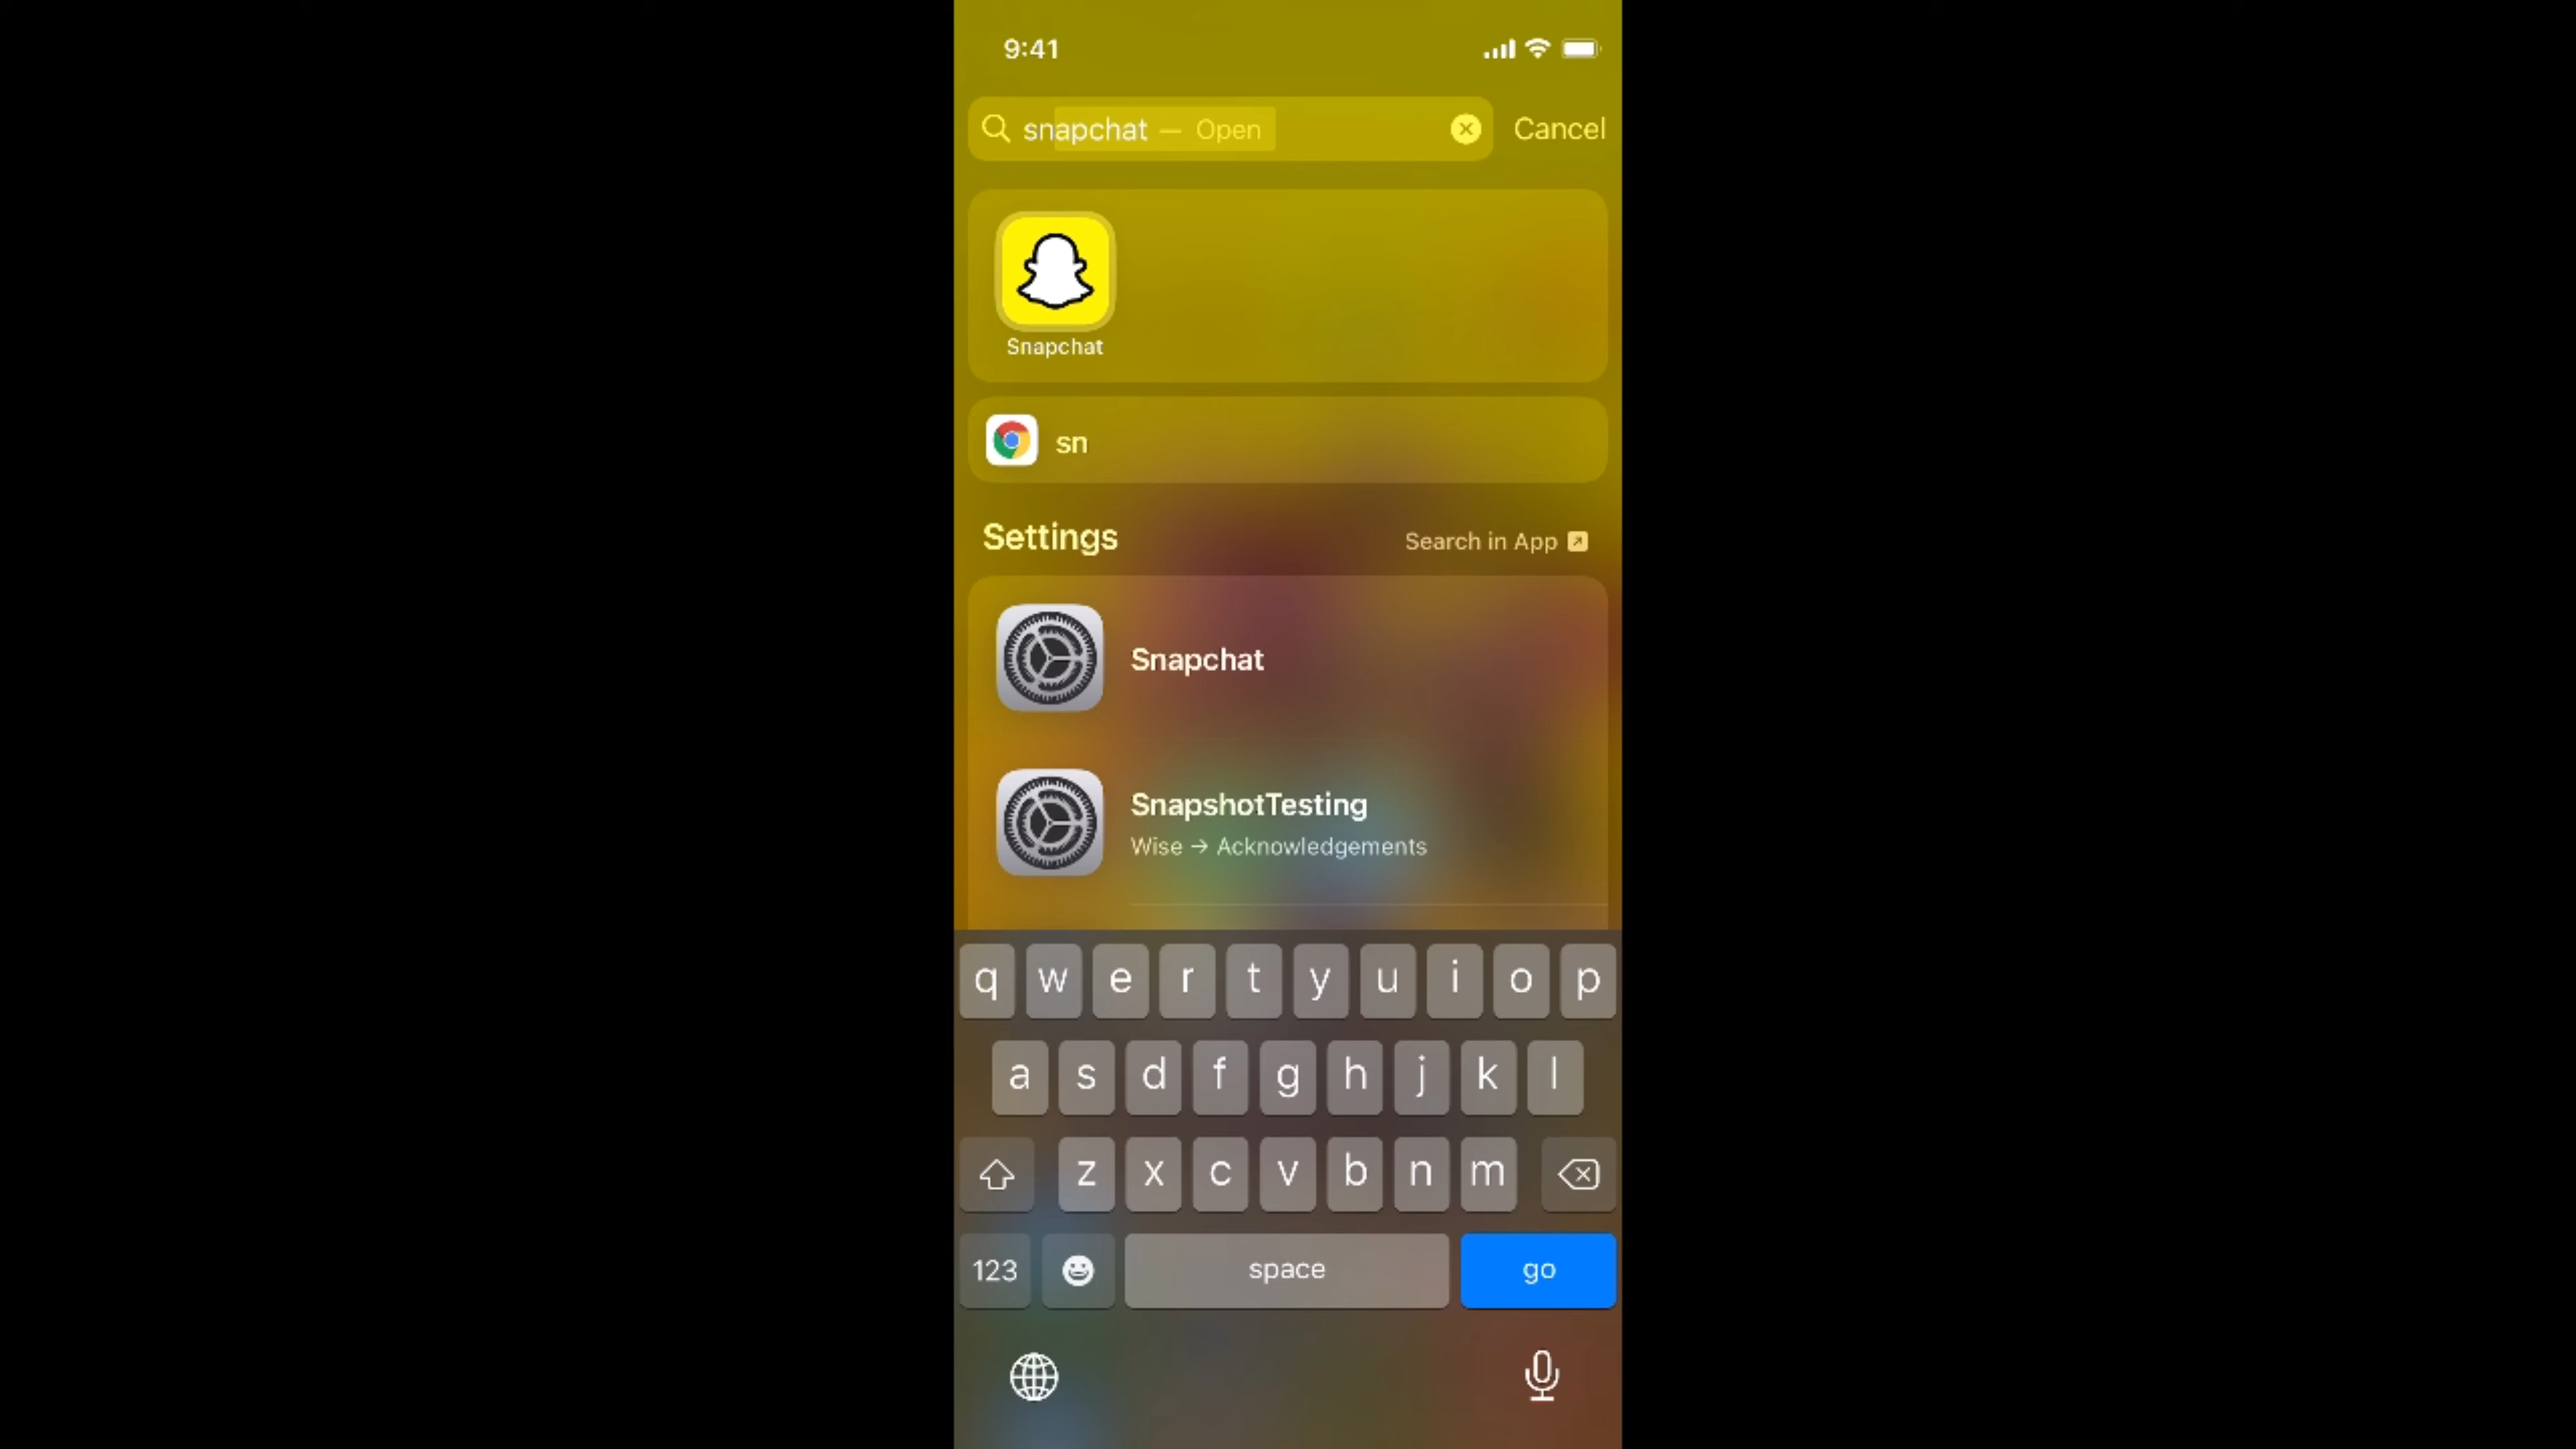 9:41
snapchat — Open
Cancel
Snapchat
sn
Settings
Search in App
Snapchat
SnapshotTesting
Wise → Acknowledgements
q w e r t y u i o p
a s d f g h j k l
z x c v b n m
123 space go